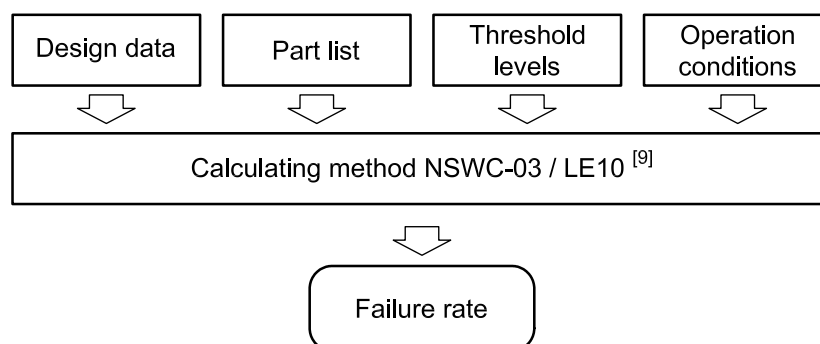 Design data
Part list
Threshold
levels
Operation
conditions
Calculating method NSWC-03 / LE10 [9]
Failure rate